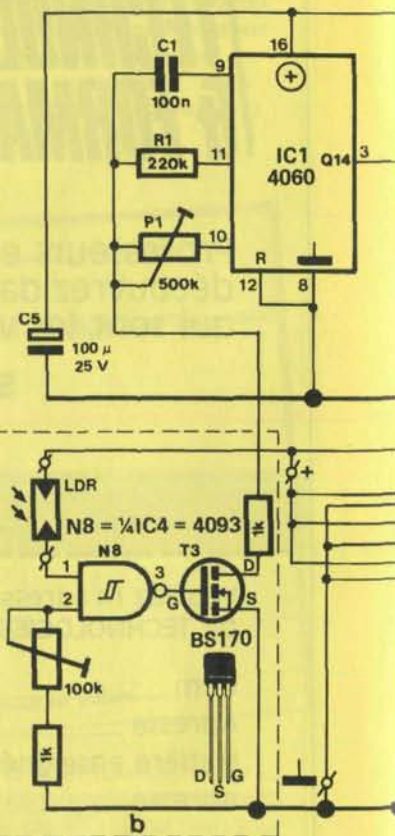 C1
100n
16
9
R1
220k
11
IC1
4060
Q14
3
P1
500k
10
R
12
8
C5
100 µ
25 V
LDR
N8 = ¼IC4 = 4093
1k
+
1
2
N8
3
G
T3
D
S
BS170
100k
1k
D
S
G
b